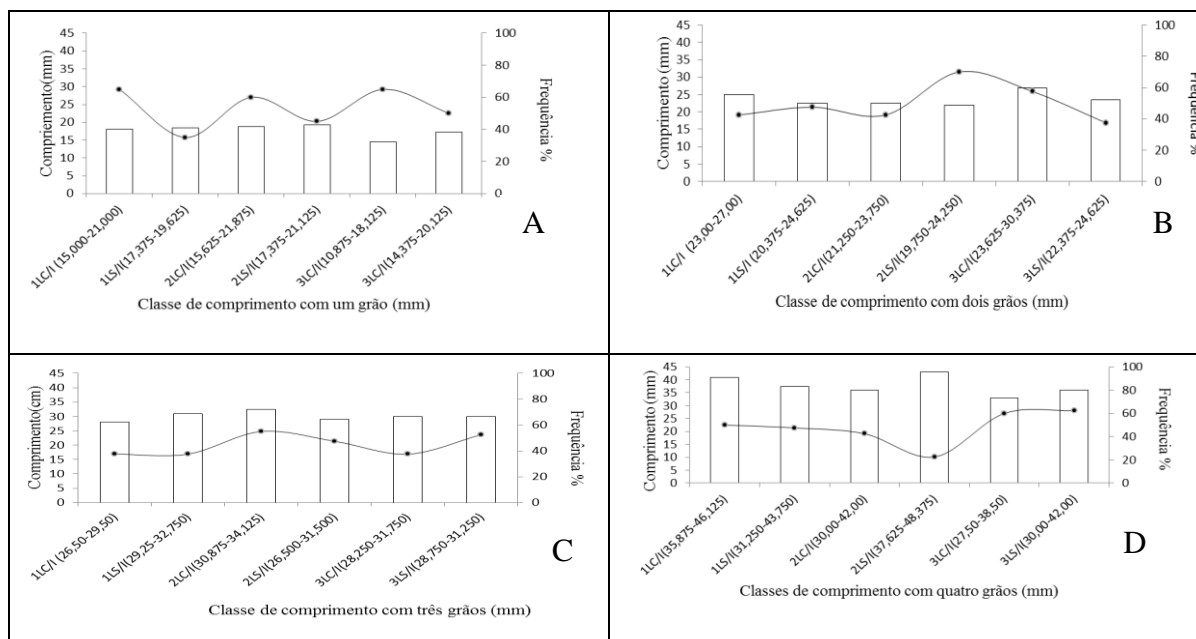 Compriemento(mm)
45
40
35
30
25
20
15
10
5
0
100
80
60
40
20
0
Frequência %
1LC/I (15,000-21,000)
1LS/I(17,375-19,625)
2LC/I(15,625-21,875)
2LS/I(17,375-21,125)
3LC/I(10,875-18,125)
3LC/I(14,375-20,125)
A
Classe de comprimento com um grão (mm)
Comprimento (mm)
45
40
35
30
25
20
15
10
5
0
100
80
60
40
20
0
Frequência %
1LC/I (23,00-27,00)
1LS/I (20,375-24,625)
2LC/I(21,250-23,750)
2LS/I(19,750-24,250)
3LC/I(23,625-30,375)
3LS/I(22,375-24,625)
B
Classe de comprimento com dois grãos (mm)
Comprimento(cm)
45
40
35
30
25
20
15
10
5
0
100
80
60
40
20
0
Frequência %
1LC/I (26,50-29,50)
1LS/I(29,25-32,750)
2LC/I(30,875-34,125)
2LS/I(26,500-31,500)
3LC/I(28,250-31,750)
3LS/I(28,750-31,250)
C
Classe de comprimento com três grãos (mm)
Comprimento (mm)
45
40
35
30
25
20
15
10
5
0
100
80
60
40
20
0
Frequência %
1LC/I(35,875-46,125)
1LS/I(31,250-43,750)
2LC/I(30,00-42,00)
2LS/I(37,625-48,375)
3LC/I(27,50-38,50)
3LS/I(30,00-42,00)
D
Classes de comprimento com quatro grãos (mm)